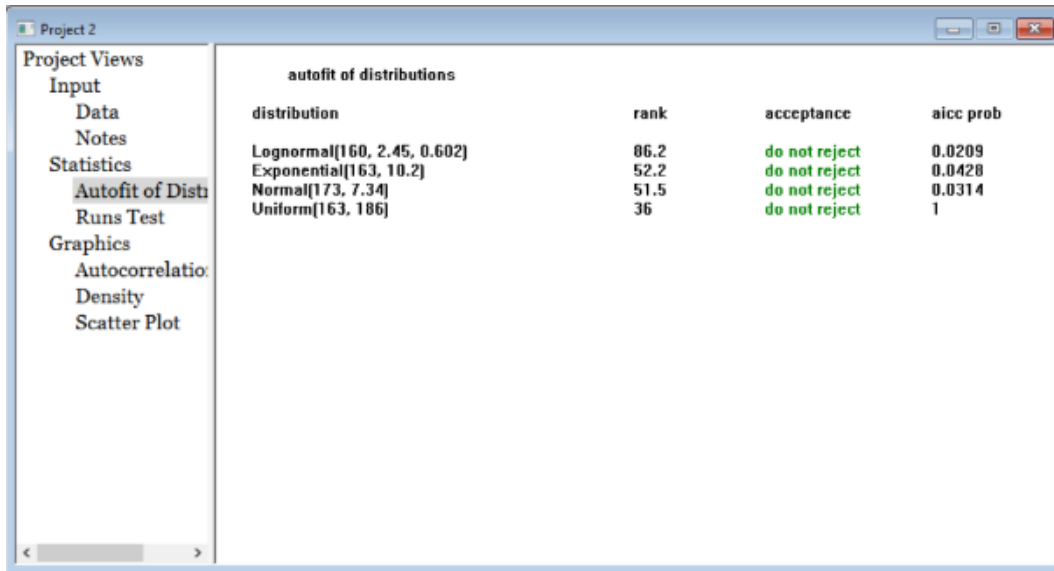 Project 2
Project Views
Input
Data
Notes
Statistics
Autofit of Distr
Runs Test
Graphics
Autocorrelatio
Density
Scatter Plot
autofit of distributions
distribution rank acceptance aicc prob
Lognormal(160, 2.45, 0.602) 86.2 do not reject 0.0209
Exponential(163, 10.2) 52.2 do not reject 0.0428
Normal(173, 7.34) 51.5 do not reject 0.0314
Uniform(163, 186) 36 do not reject 1